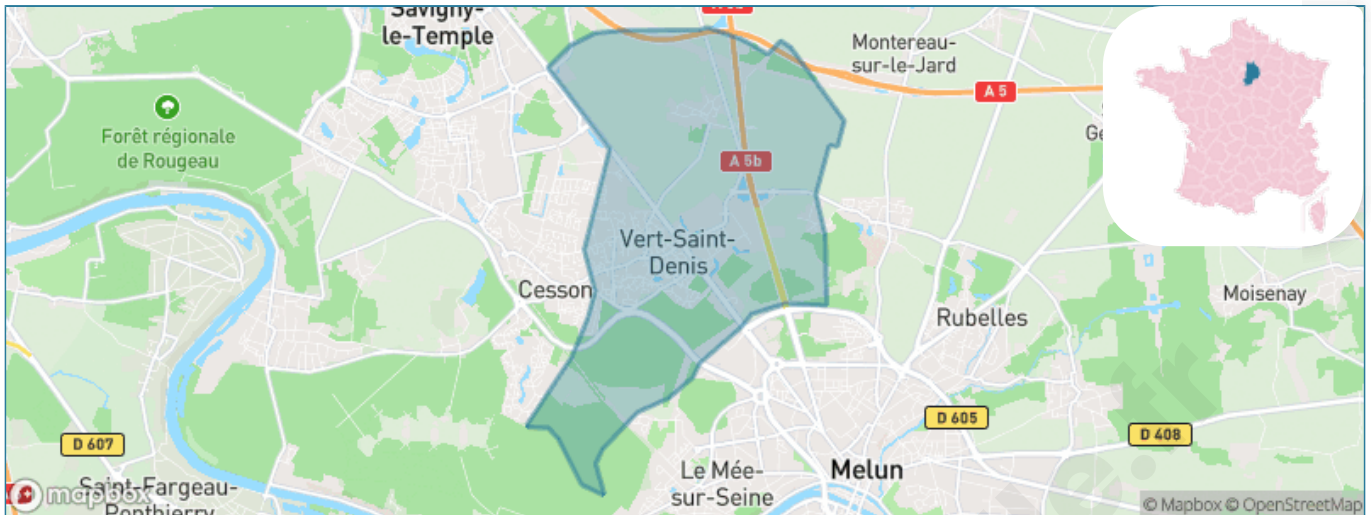 Savigny-
le-Temple
Montereau-
sur-le-Jard
A 5
Forêt régionale
de Rougeau
A 5b
Vert-Saint-
Denis
Cesson
Moisenay
Rubelles
D 605
D 408
D 607
Le Mée-
sur-Seine
Melun
Saint-Fargeau-
Ponthierry
mapbox
© Mapbox © OpenStreetMap